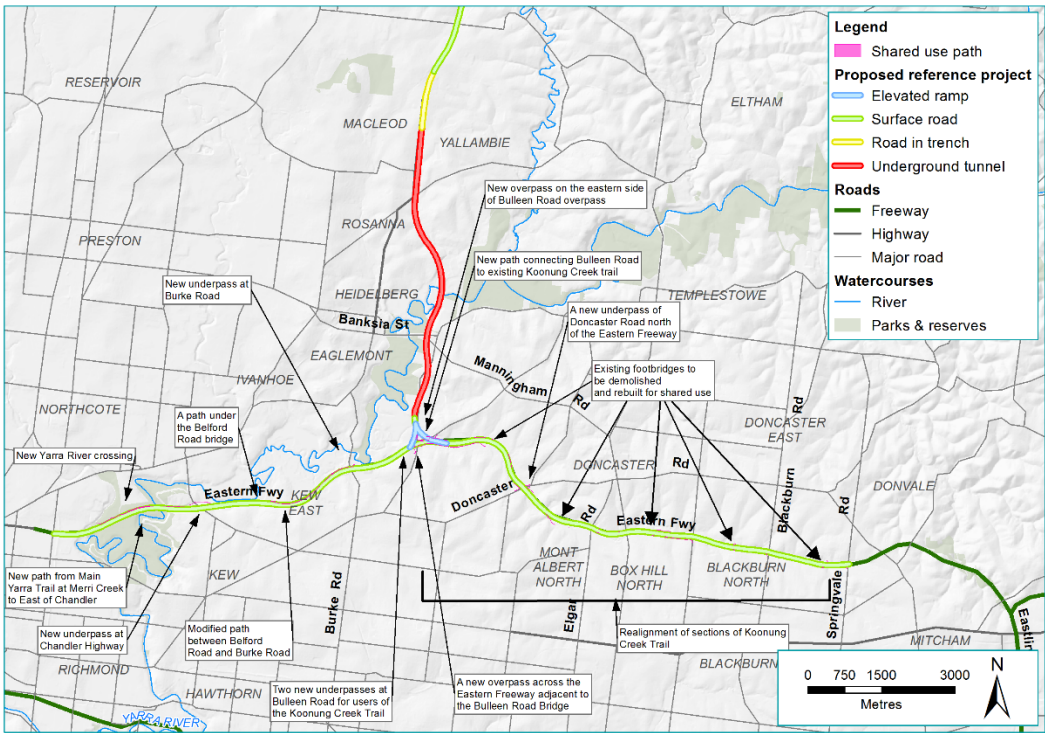 Legend
Shared use path
Proposed reference project
Elevated ramp
Surface road
Road in trench
Underground tunnel
Roads
Freeway
Highway
Major road
Watercourses
River
Parks & reserves
RESERVOIR
MACLEOD
ELTHAM
YALLAMBIE
New overpass on the eastern side
of Bulleen Road overpass
ROSANNA
PRESTON
New path connecting Bulleen Road
to existing Koonung Creek trail
New underpass at
Burke Road
HEIDELBERG
TEMPLESTOWE
Banksia St
A new underpass of
Doncaster Road north
of the Eastern Freeway
EAGLEMONT
Manningham
Rd
Existing footbridges to
be demolished
and rebuilt for shared use
IVANHOE
NORTHCOTE
A path under
the Belford
Road bridge
Rd
DONCASTER
EAST
New Yarra River crossing
DONCASTER
Rd
Eastern Fwy
KEW
EAST
Doncaster
Blackburn
Rd
DONVALE
Rd
Eastern Fwy
New path from Main
Yarra Trail at Merri Creek
to East of Chandler
KEW
MONT
ALBERT
NORTH
BOX HILL
NORTH
BLACKBURN
NORTH
Burke Rd
Elgar
Springvale
Eastlin
New underpass at
Chandler Highway
Modified path
between Belford
Road and Burke Road
Realignment of sections of Koonung
Creek Trail
MITCHAM
RICHMOND
HAWTHORN
BLACKBURN
Two new underpasses at
Bulleen Road for users of
the Koonung Creek Trail
A new overpass across the
Eastern Freeway adjacent to
the Bulleen Road Bridge
YARRA RIVER
0 750 1500 3000
Metres
N